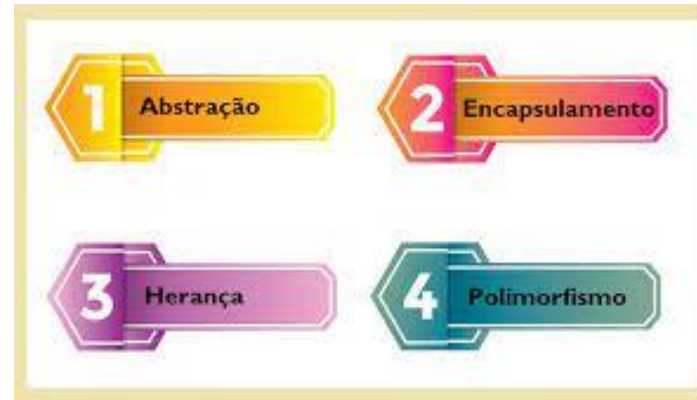 1 Abstração
2 Encapsulamento
3 Herança
4 Polimorfismo